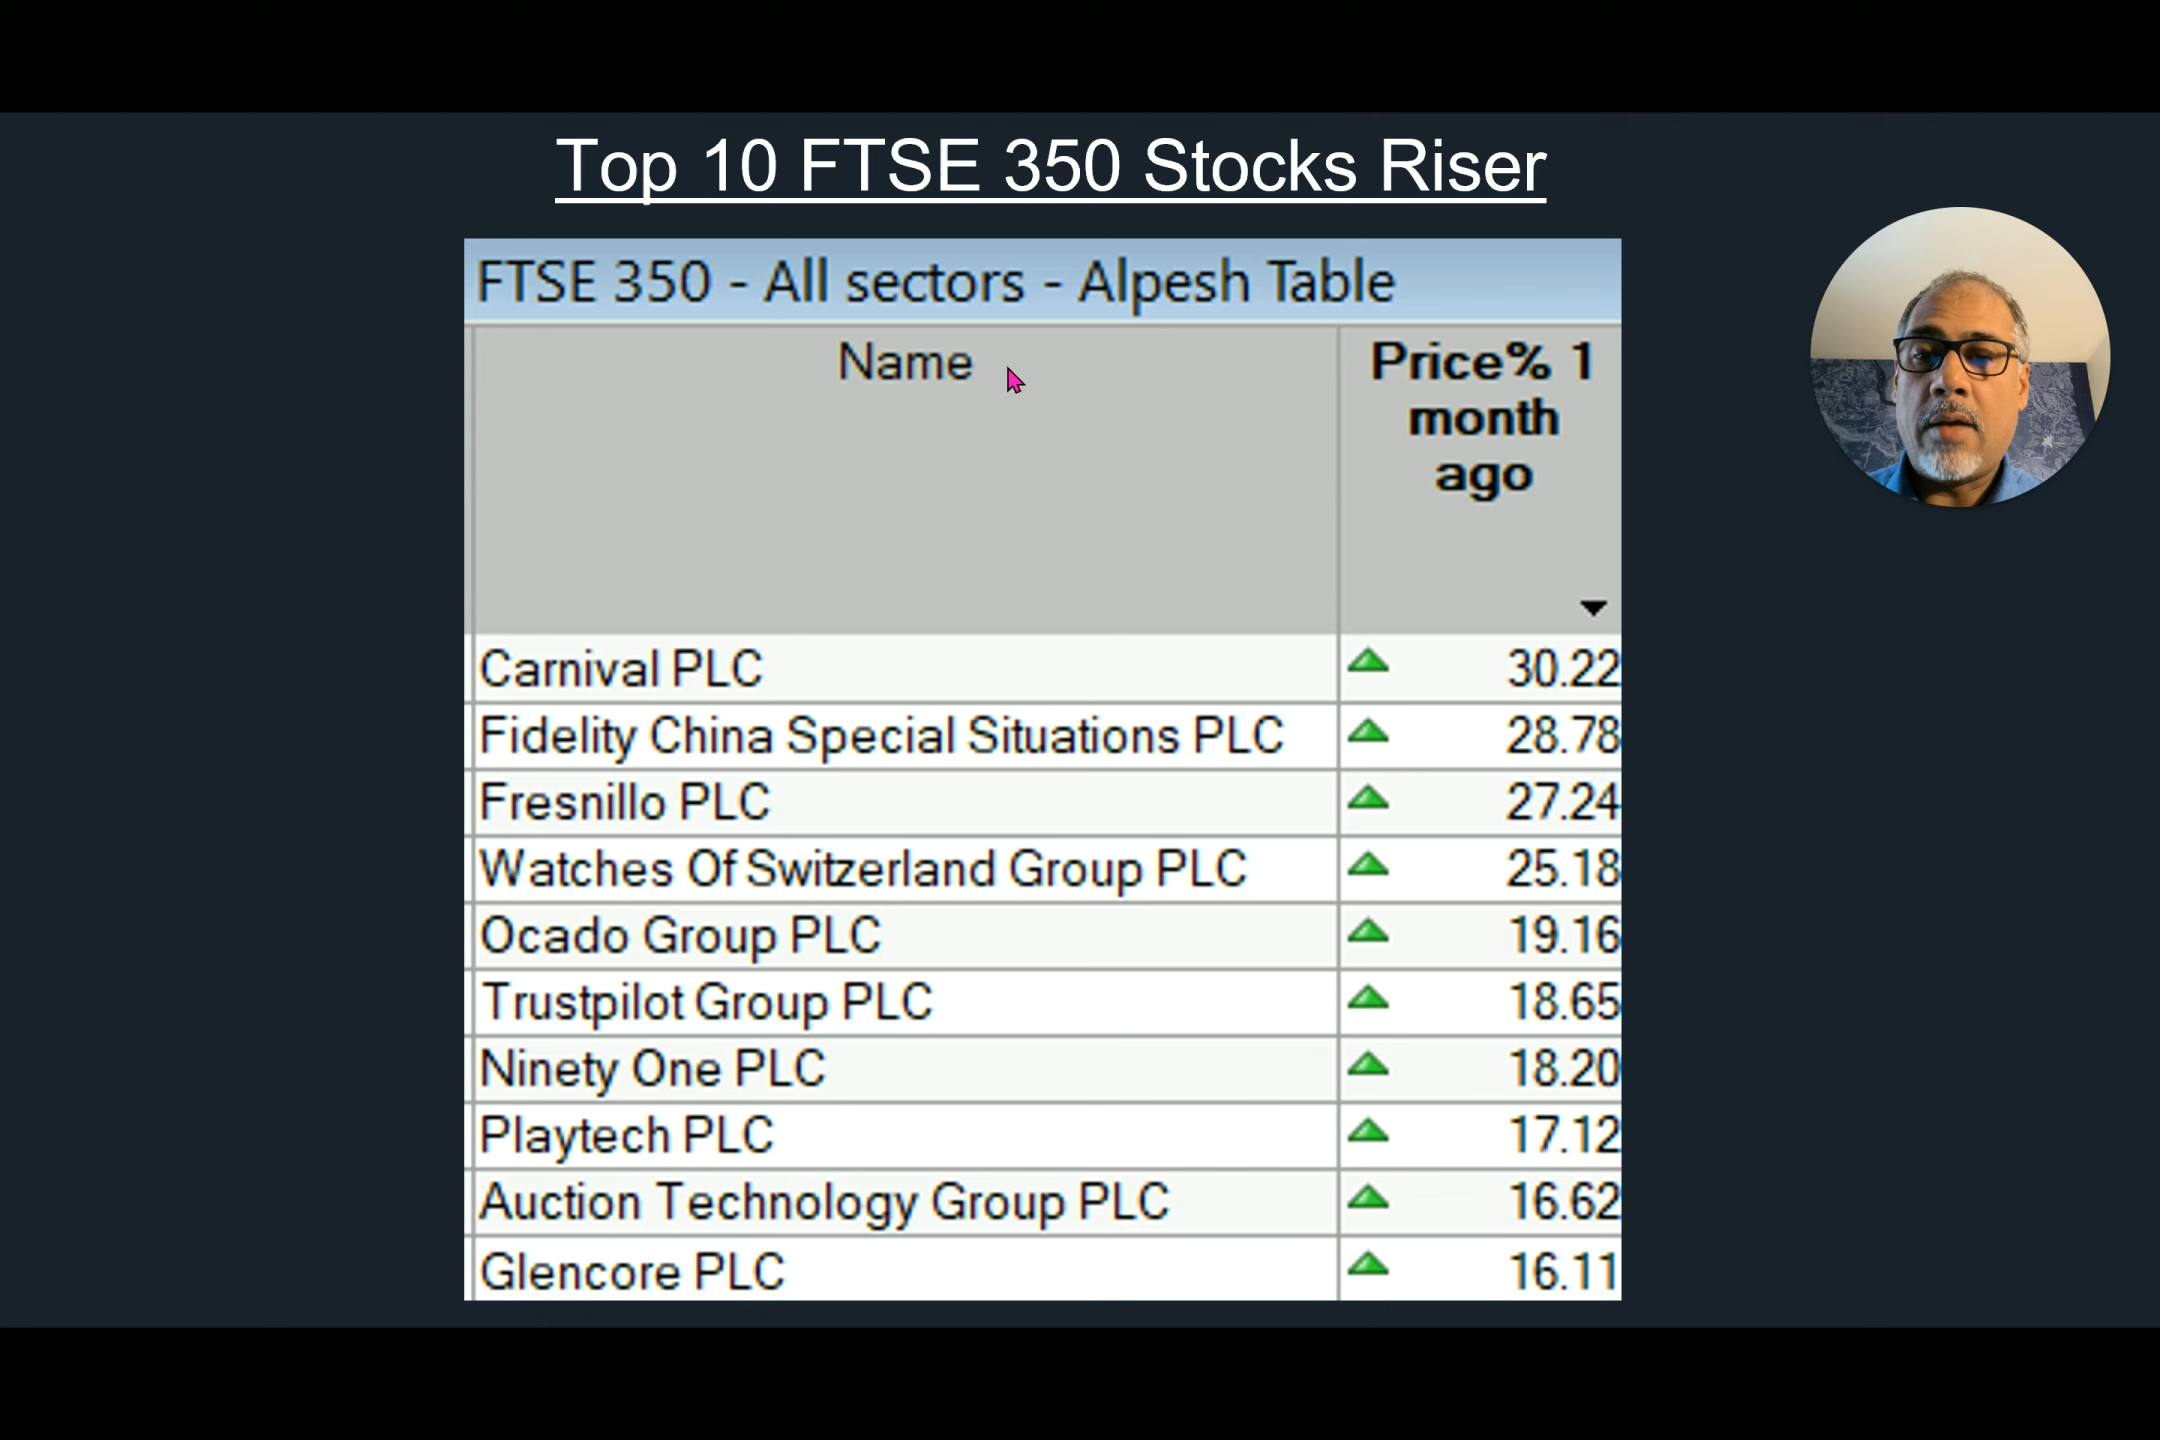 Top 10 FTSE 350 Stocks Riser
FTSE 350 - All sectors - Alpesh Table
Name
Price% 1
month
ago
Carnival PLC 30.22
Fidelity China Special Situations PLC 28.78
Fresnillo PLC 27.24
Watches Of Switzerland Group PLC 25.18
Ocado Group PLC 19.16
Trustpilot Group PLC 18.65
Ninety One PLC 18.20
Playtech PLC 17.12
Auction Technology Group PLC 16.62
Glencore PLC 16.11